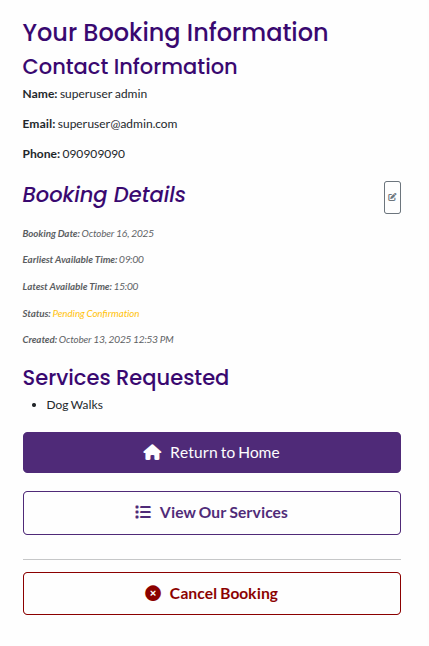 Your Booking Information
Contact Information
Name: superuser admin
Email: superuser@admin.com
Phone: 090909090
Booking Details
Booking Date: October 16, 2025
Earliest Available Time: 09:00
Latest Available Time: 15:00
Status: Pending Confirmation
Created: October 13, 2025 12:53 PM
Services Requested
• Dog Walks
Return to Home
View Our Services
Cancel Booking